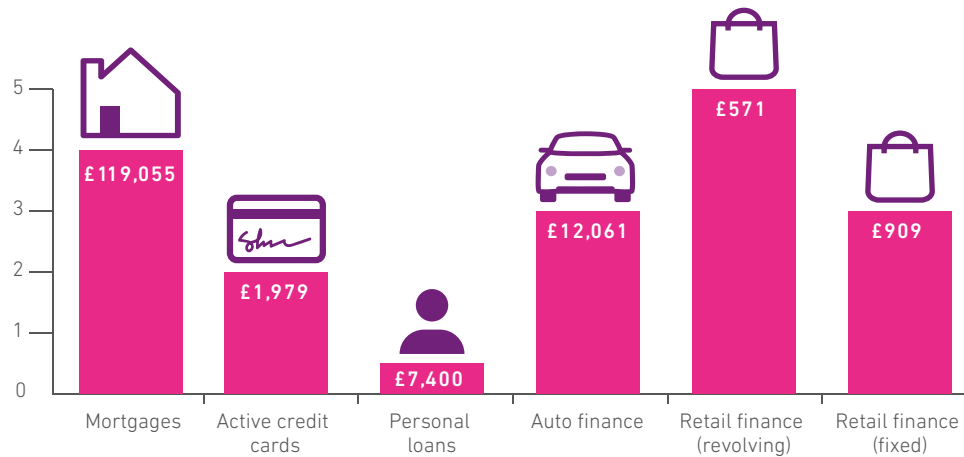 5
4
3
2
1
0
£119,055
£1,979
£7,400
£12,061
£571
£909
Mortgages
Active credit
cards
Personal
loans
Auto finance
Retail finance
(revolving)
Retail finance
(fixed)